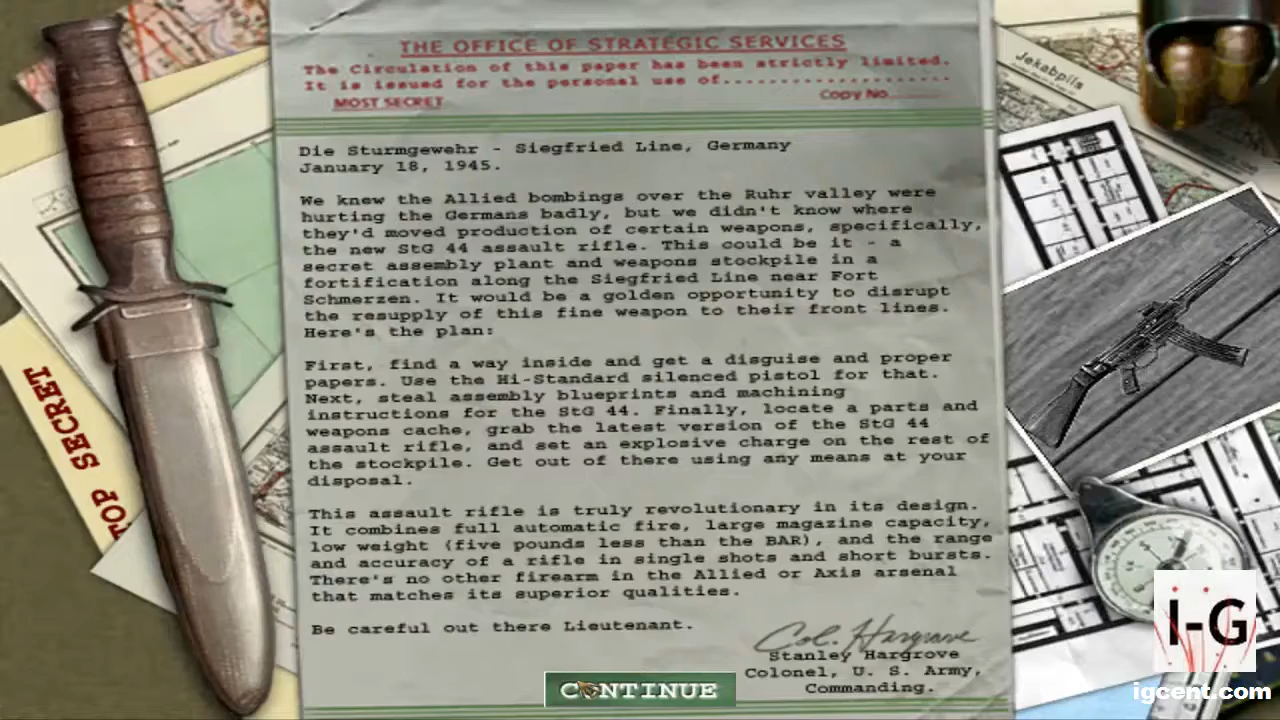 THE OFFICE OF STRATEGIC SERVICES
The Circulation of this paper has been strictly limited.
It is issued for the personal use of....................
MOST SECRET
Copy No.........
Jekabpils
Die Sturmgewehr - Siegfried Line, Germany
January 18, 1945.
We knew the Allied bombings over the Ruhr valley were
hurting the Germans badly, but we didn't know where
they'd moved production of certain weapons, specifically,
the new StG 44 assault rifle. This could be it - a
secret assembly plant and weapons stockpile in a
fortification along the Siegfried Line near Fort
Schmerzen. It would be a golden opportunity to disrupt
the resupply of this fine weapon to their front lines.
Here's the plan:
First, find a way inside and get a disguise and proper
papers. Use the Hi-Standard silenced pistol for that.
Next, steal assembly blueprints and machining
instructions for the StG 44. Finally, locate a parts and
weapons cache, grab the latest version of the StG 44
assault rifle, and set an explosive charge on the rest of
the stockpile. Get out of there using any means at your
disposal.
This assault rifle is truly revolutionary in its design.
It combines full automatic fire, large magazine capacity,
low weight (five pounds less than the BAR), and the range
and accuracy of a rifle in single shots and short bursts.
There's no other firearm in the Allied or Axis arsenal
that matches its superior qualities.
Be careful out there Lieutenant.
Col. Hargrove
Stanley Hargrove
Colonel, U. S. Army,
Commanding.
CONTINUE
TOP SECRET
I-G
igcent.com